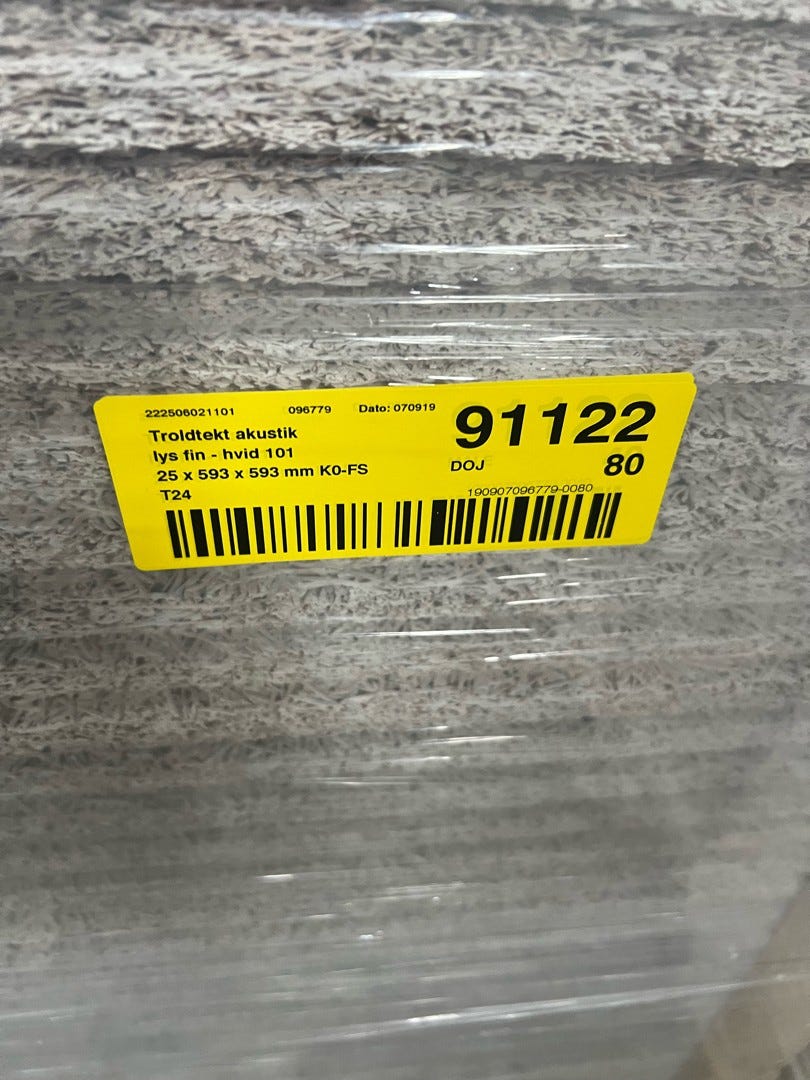 222506021101 096779 Dato: 070919
91122
Troldtekt akustik
lys fin - hvid 101
25 x 593 x 593 mm K0-FS
DOJ 80
T24
190907096779-0080